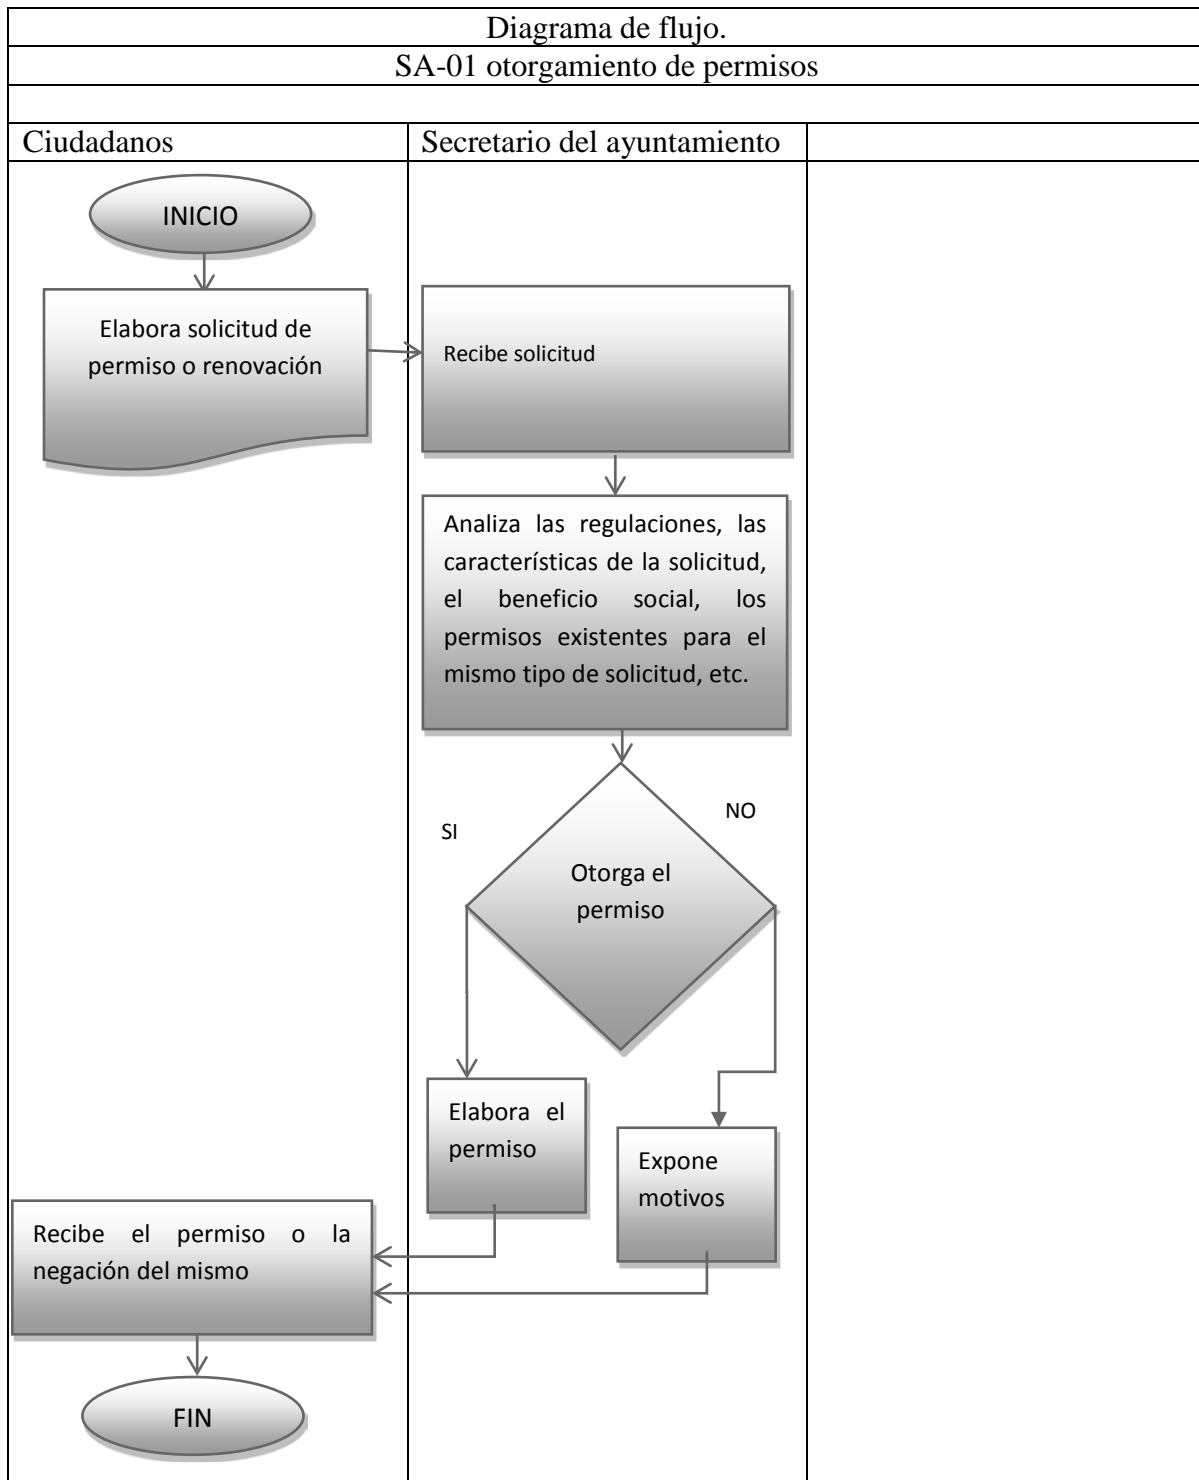 Diagrama de flujo.
SA-01 otorgamiento de permisos
Ciudadanos
Secretario del ayuntamiento
INICIO
Elabora solicitud de
permiso o renovación
Recibe solicitud
Analiza las regulaciones, las
características de la solicitud,
el beneficio social, los
permisos existentes para el
mismo tipo de solicitud, etc.
SI
NO
Otorga el
permiso
Elabora el
permiso
Expone
motivos
Recibe el permiso o la
negación del mismo
FIN